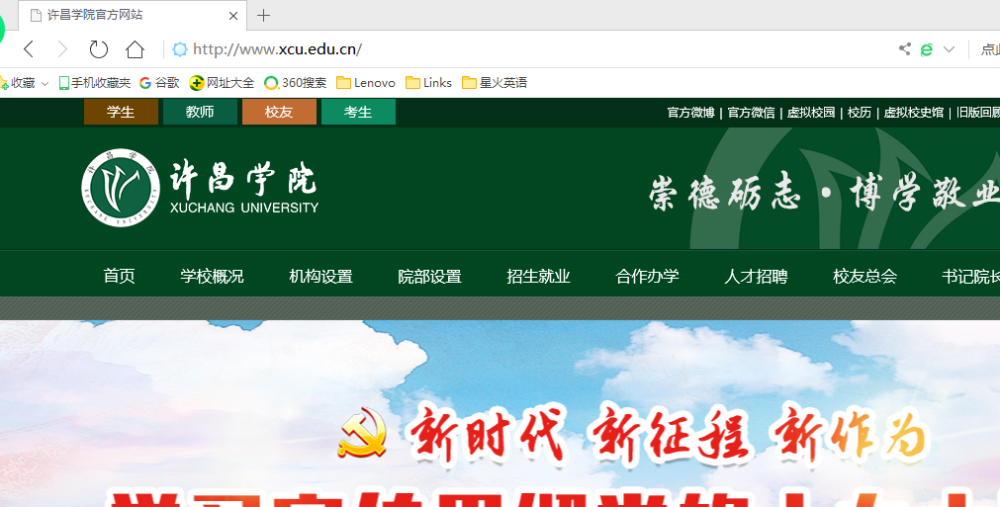 许昌学院官方网站
http://www.xcu.edu.cn/
点此
收藏 手机收藏夹 谷歌 网址大全 360搜索 Lenovo Links 星火英语
学生 教师 校友 考生 官方微博 | 官方微信 | 虚拟校园 | 校历 | 虚拟校史馆 | 旧版回顾
许昌学院
XUCHANG UNIVERSITY
崇德砺志·博学敬业
首页 学校概况 机构设置 院部设置 招生就业 合作办学 人才招聘 校友总会 书记院长
新时代 新征程 新作为